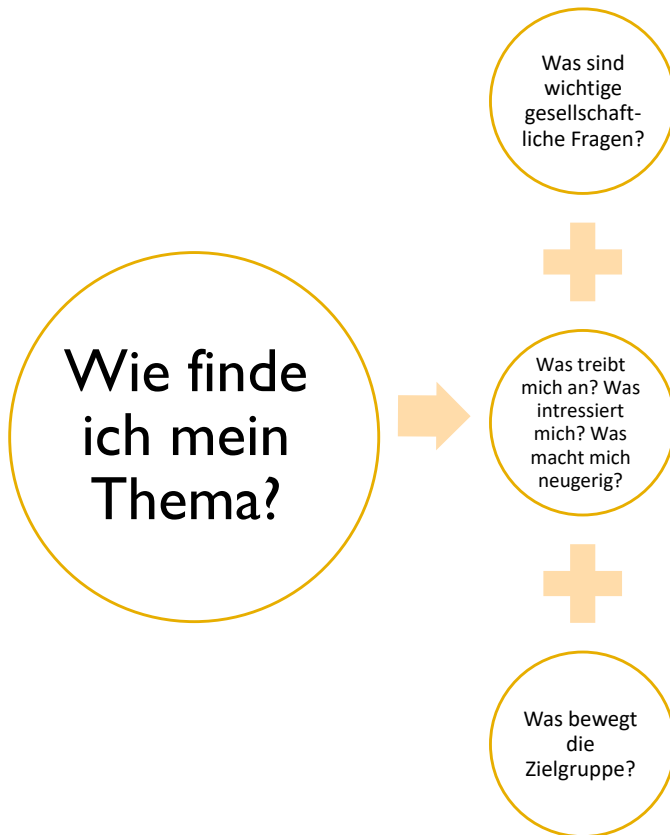 Was sind
wichtige
gesellschaft-
liche Fragen?
Wie finde
ich mein
Thema?
Was treibt
mich an? Was
intressiert
mich? Was
macht mich
neugerig?
Was bewegt
die
Zielgruppe?